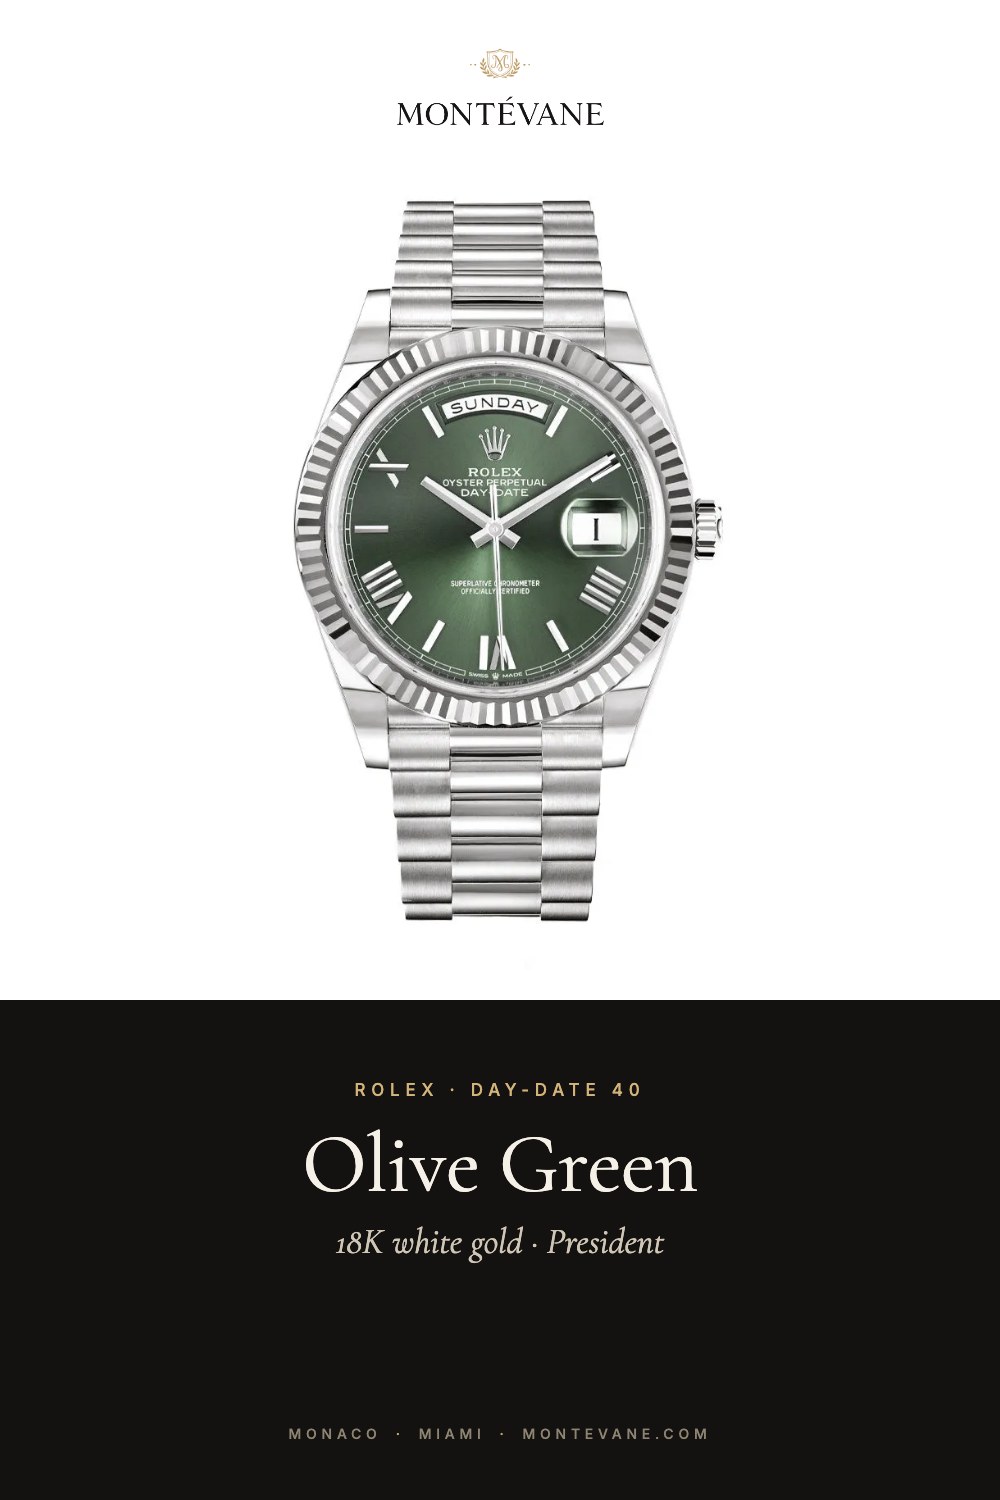 MONTÉVANE
SUNDAY
ROLEX
OYSTER PERPETUAL
DAY-DATE
I
SUPERLATIVE CHRONOMETER
OFFICIALLY CERTIFIED
SWISS MADE
ROLEX · DAY-DATE 40
Olive Green
18K white gold · President
MONACO · MIAMI · MONTEVANE.COM